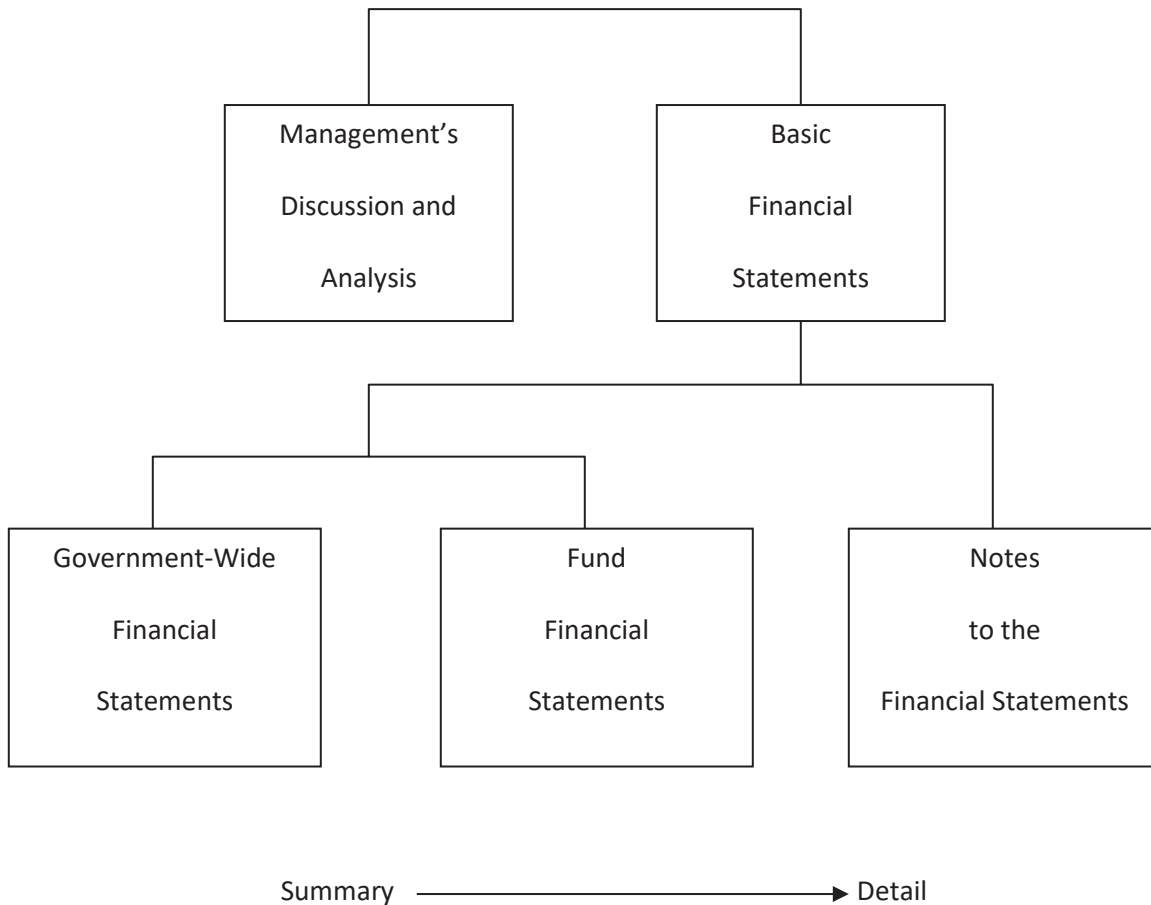 Management’s
Discussion and
Analysis
Basic
Financial
Statements
Government-Wide
Financial
Statements
Fund
Financial
Statements
Notes
to the
Financial Statements
Summary
Detail